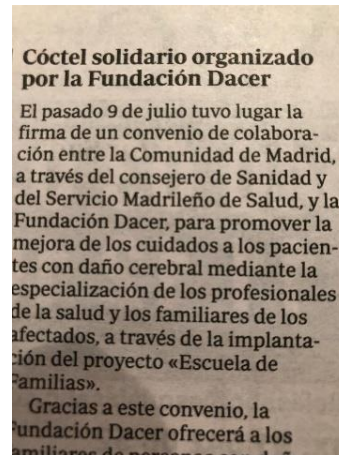 Cóctel solidario organizado
por la Fundación Dacer
El pasado 9 de julio tuvo lugar la
firma de un convenio de colabora-
ción entre la Comunidad de Madrid,
a través del consejero de Sanidad y
del Servicio Madrileño de Salud, y la
Fundación Dacer, para promover la
mejora de los cuidados a los pacien-
tes con daño cerebral mediante la
especialización de los profesionales
de la salud y los familiares de los
afectados, a través de la implanta-
ción del proyecto «Escuela de
Familias».
Gracias a este convenio, la
Fundación Dacer ofrecerá a los
familiares de personas con